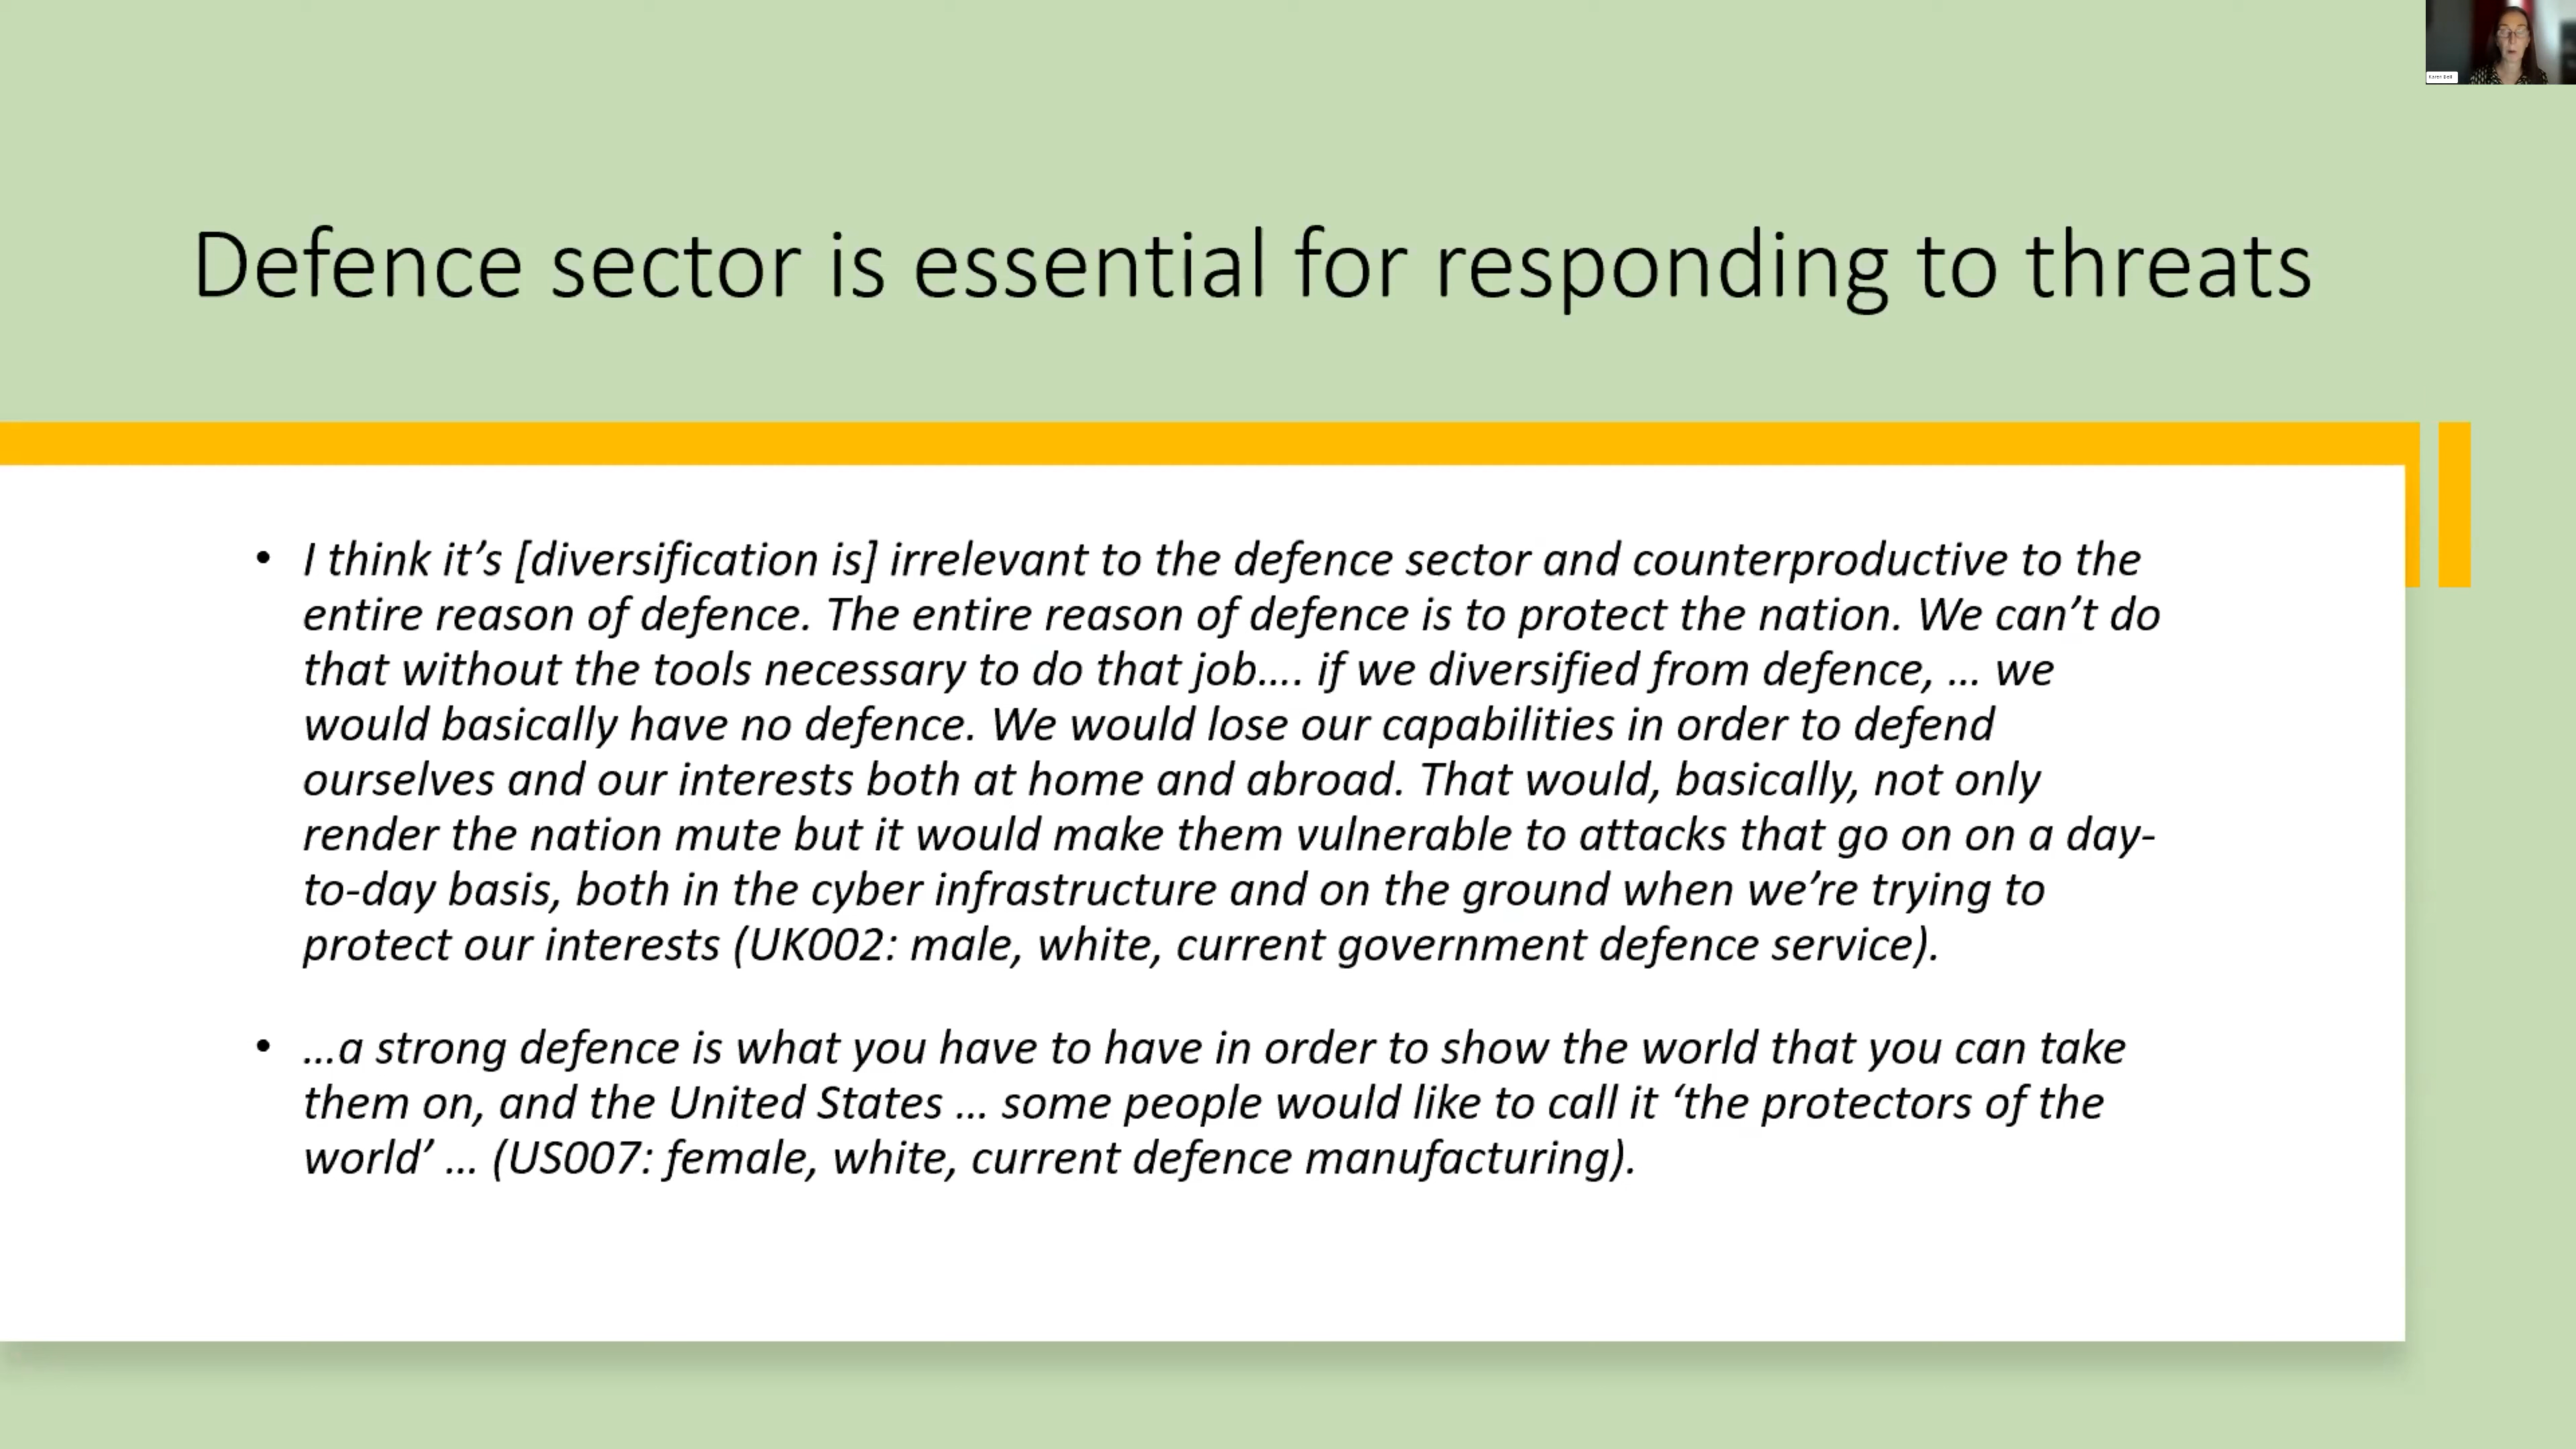 Defence sector is essential for responding to threats
• I think it’s [diversification is] irrelevant to the defence sector and counterproductive to the
entire reason of defence. The entire reason of defence is to protect the nation. We can’t do
that without the tools necessary to do that job…. if we diversified from defence, … we
would basically have no defence. We would lose our capabilities in order to defend
ourselves and our interests both at home and abroad. That would, basically, not only
render the nation mute but it would make them vulnerable to attacks that go on on a day-
to-day basis, both in the cyber infrastructure and on the ground when we’re trying to
protect our interests (UK002: male, white, current government defence service).
• …a strong defence is what you have to have in order to show the world that you can take
them on, and the United States … some people would like to call it ‘the protectors of the
world’ … (US007: female, white, current defence manufacturing).